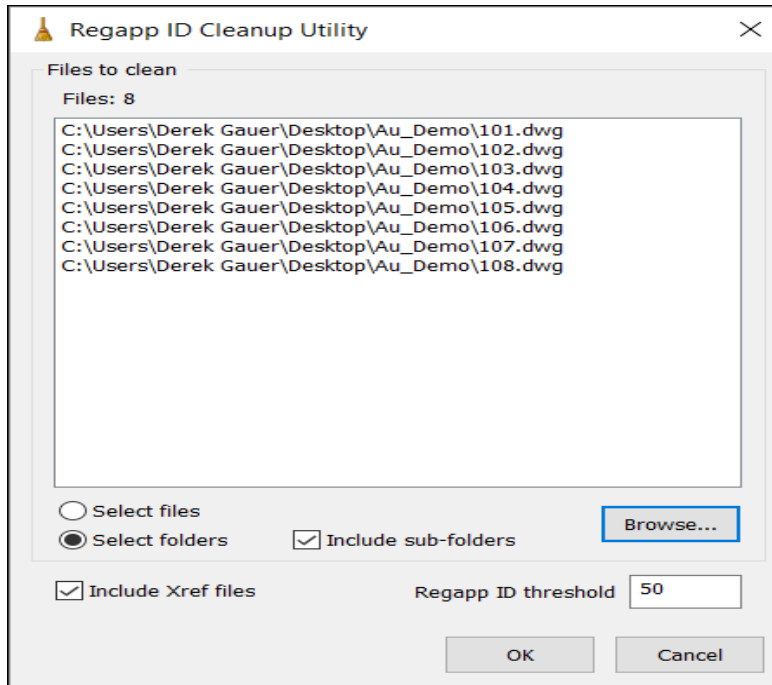 Regapp ID Cleanup Utility
Files to clean
Files: 8
C:\Users\Derek Gauer\Desktop\Au_Demo\101.dwg
C:\Users\Derek Gauer\Desktop\Au_Demo\102.dwg
C:\Users\Derek Gauer\Desktop\Au_Demo\103.dwg
C:\Users\Derek Gauer\Desktop\Au_Demo\104.dwg
C:\Users\Derek Gauer\Desktop\Au_Demo\105.dwg
C:\Users\Derek Gauer\Desktop\Au_Demo\106.dwg
C:\Users\Derek Gauer\Desktop\Au_Demo\107.dwg
C:\Users\Derek Gauer\Desktop\Au_Demo\108.dwg
Select files
Select folders Include sub-folders Browse...
Include Xref files Regapp ID threshold 50
OK Cancel